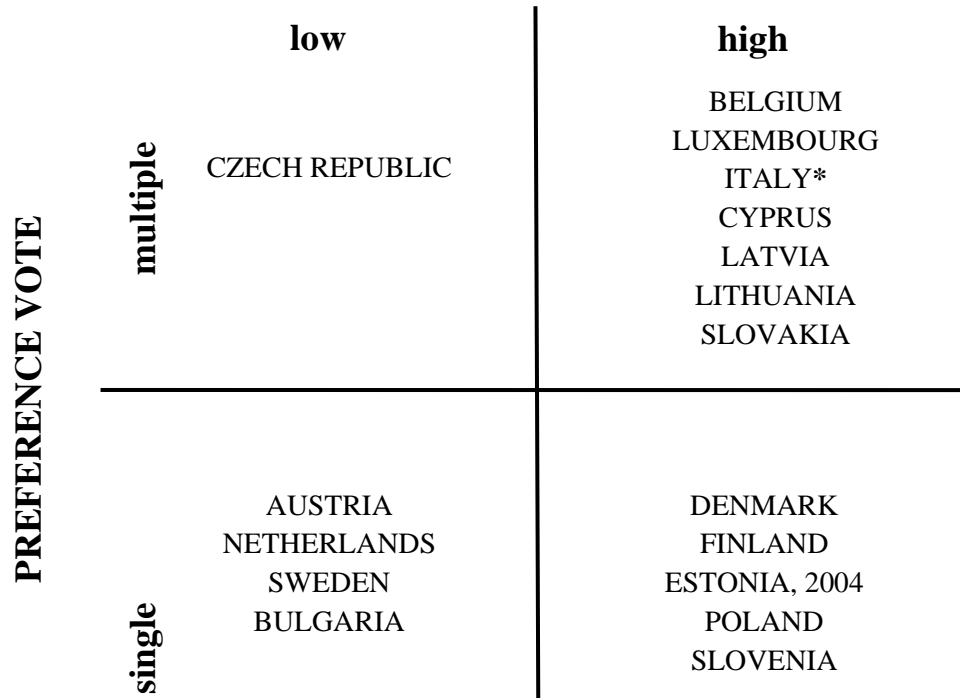 low
high
PREFERENCE VOTE
multiple
CZECH REPUBLIC
BELGIUM
LUXEMBOURG
ITALY*
CYPRUS
LATVIA
LITHUANIA
SLOVAKIA
single
AUSTRIA
NETHERLANDS
SWEDEN
BULGARIA
DENMARK
FINLAND
ESTONIA, 2004
POLAND
SLOVENIA